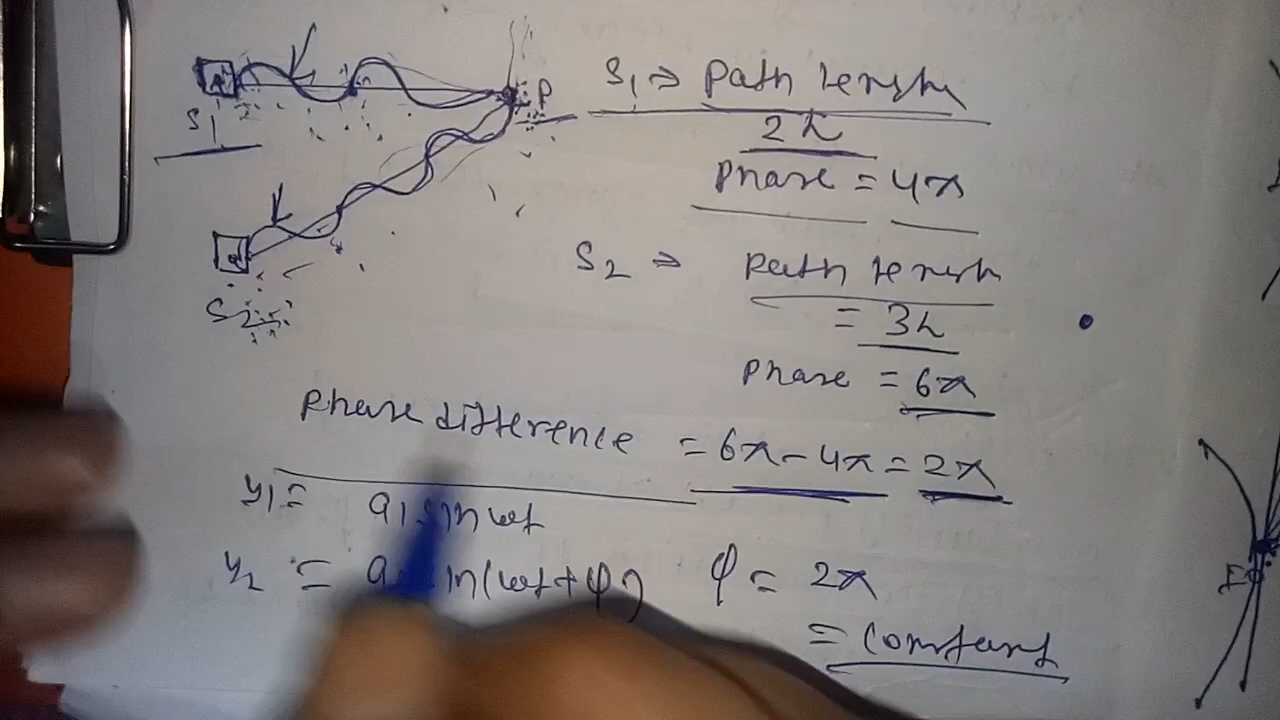 S1 ⇒ Path length
2λ
Phase = 4π
P
S1
S2 ⇒ Path length
= 3λ
S2
Phase = 6π
Phase difference = 6π - 4π = 2π
y1 = a1 sin ωt
y2 = a in(ωt + φ) φ = 2π
= constant